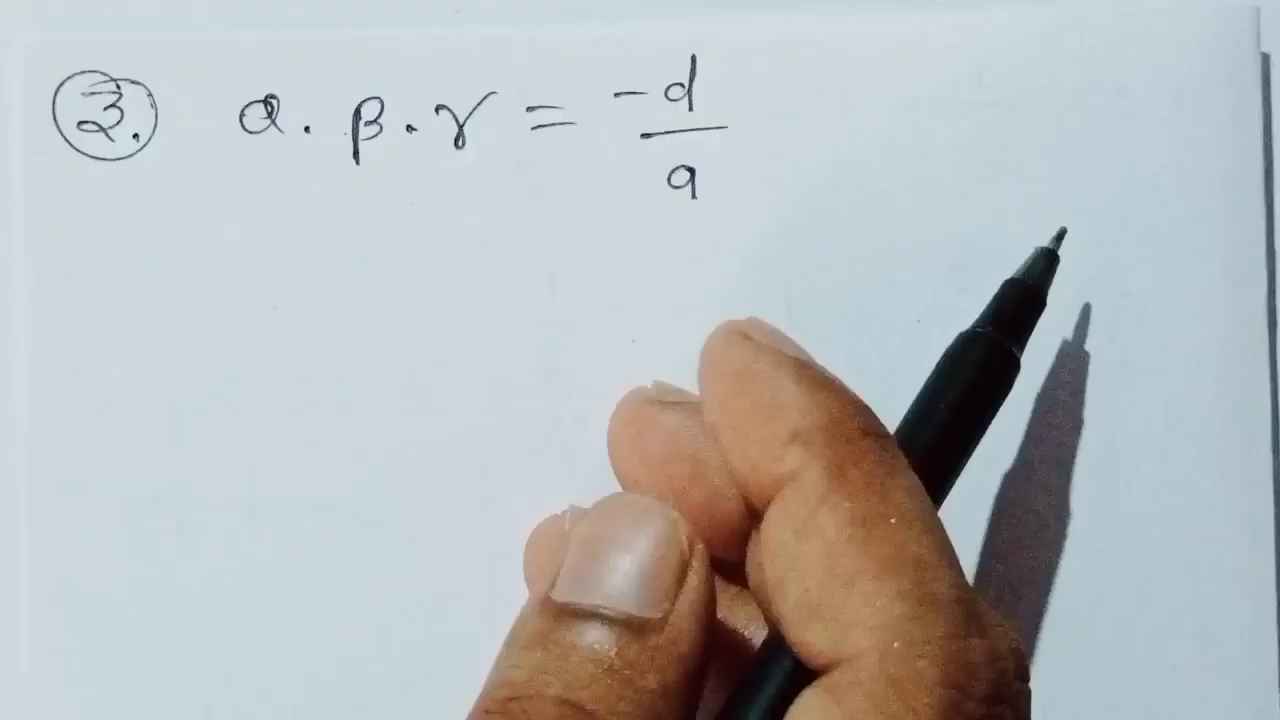 3. α . β . γ = -d/a